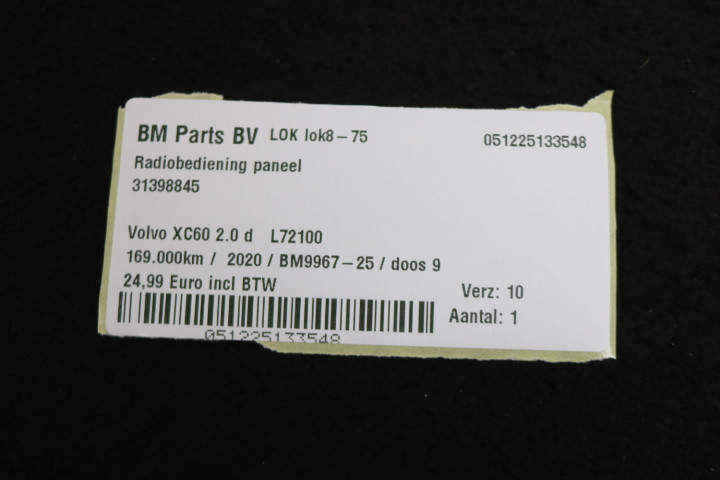 BM Parts BV LOK lok8-75 051225133548
Radiobediening paneel
31398845
Volvo XC60 2.0 d L72100
169.000km / 2020 / BM9967-25 / doos 9
24,99 Euro incl BTW
Verz: 10
Aantal: 1
051225133548